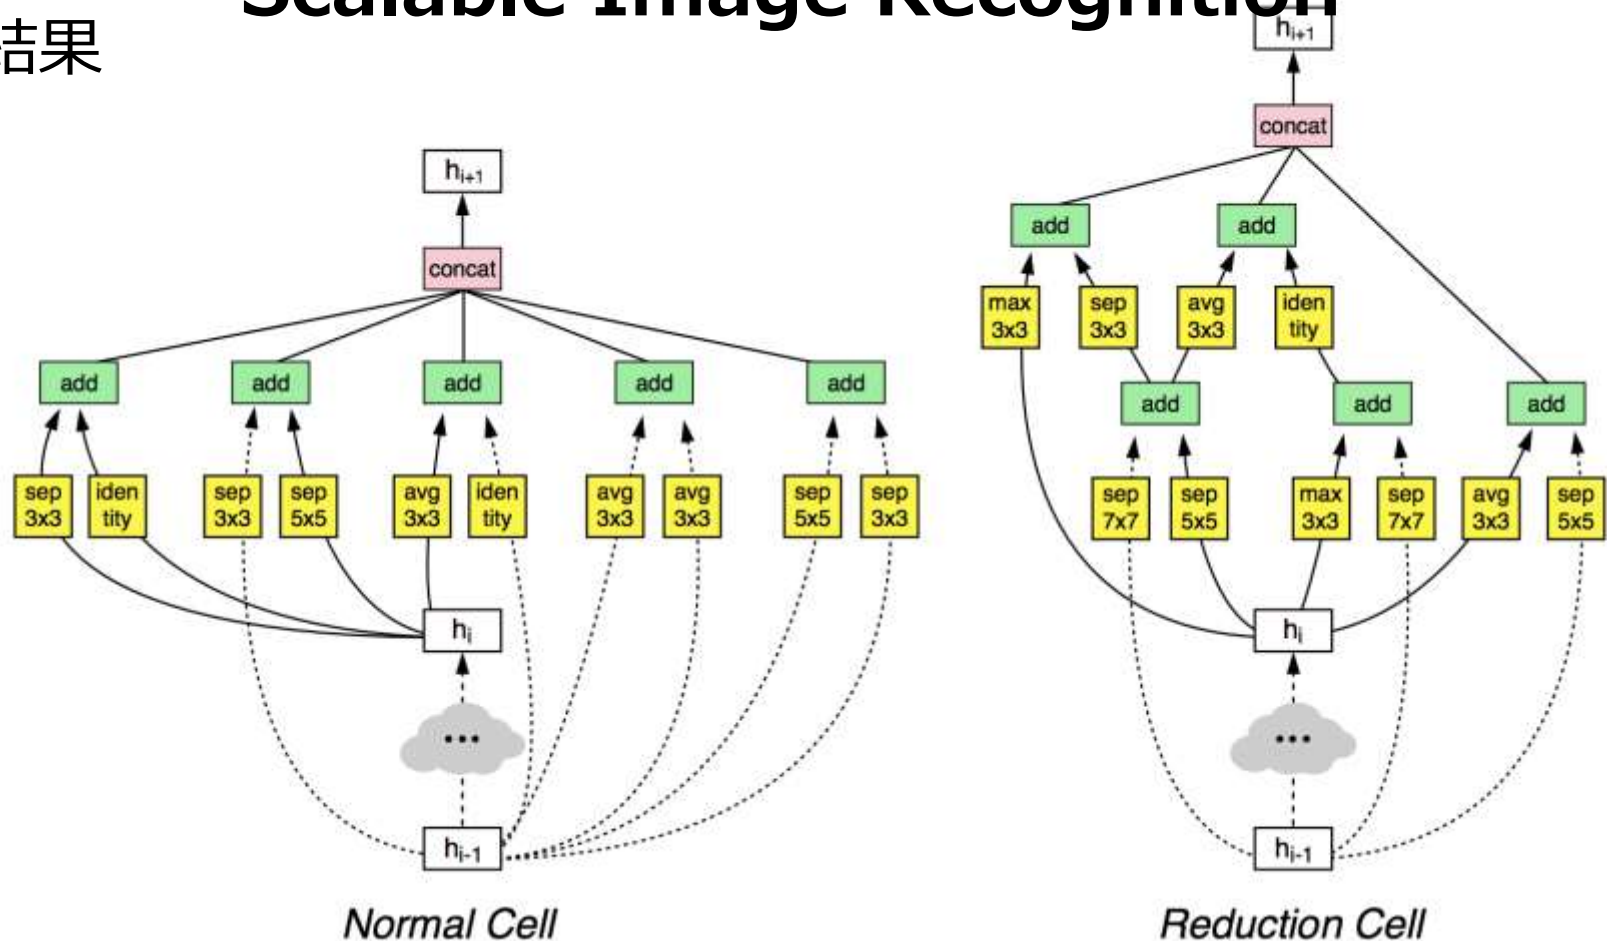 Scalable Image Recognition
结果
h_{i+1}
concat
add add add add add
sep 3x3
iden tity
sep 3x3
sep 5x5
avg 3x3
iden tity
avg 3x3
avg 3x3
sep 5x5
sep 3x3
h_i
...
h_{i-1}
Normal Cell
h_{i+1}
concat
add add
max 3x3
sep 3x3
avg 3x3
iden tity
add add add
sep 7x7
sep 5x5
max 3x3
sep 7x7
avg 3x3
sep 5x5
h_i
...
h_{i-1}
Reduction Cell